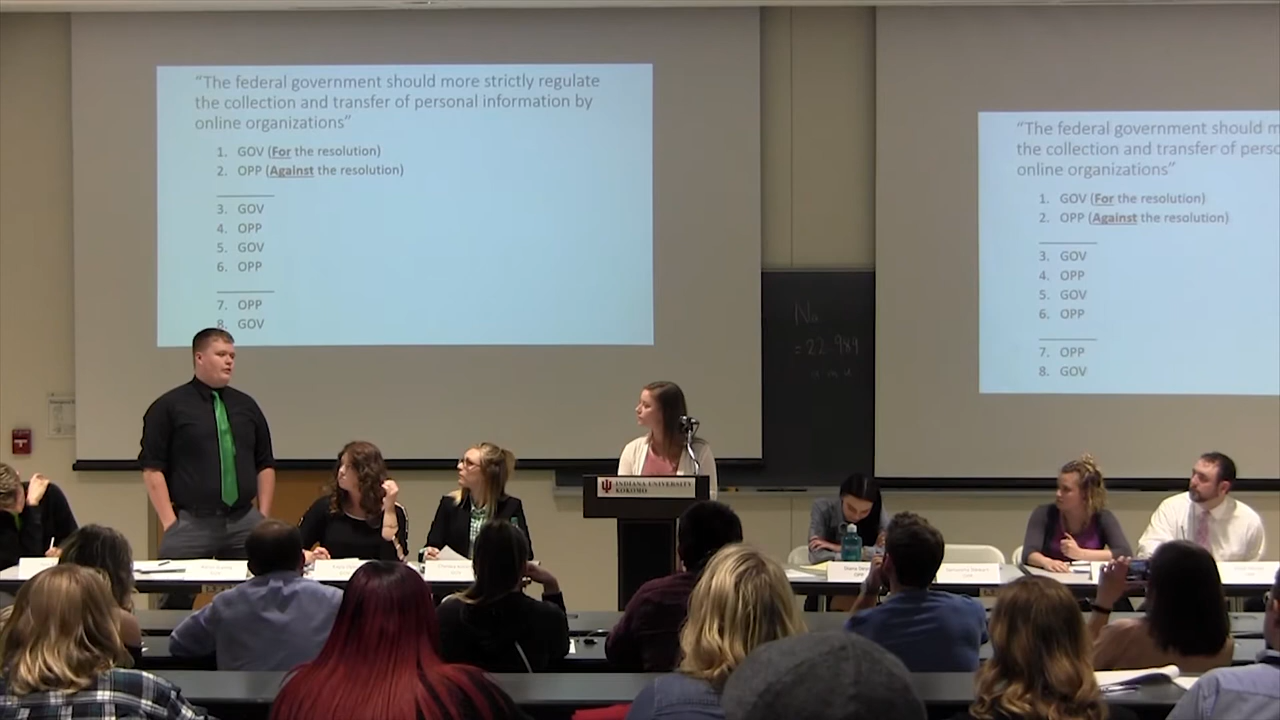 “The federal government should more strictly regulate
the collection and transfer of personal information by
online organizations”
1. GOV (For the resolution)
2. OPP (Against the resolution)
3. GOV
4. OPP
5. GOV
6. OPP
7. OPP
8. GOV
“The federal government should m
the collection and transfer of perso
online organizations”
1. GOV (For the resolution)
2. OPP (Against the resolution)
3. GOV
4. OPP
5. GOV
6. OPP
7. OPP
8. GOV
Na
= 22.989
INDIANA UNIVERSITY
KOKOMO